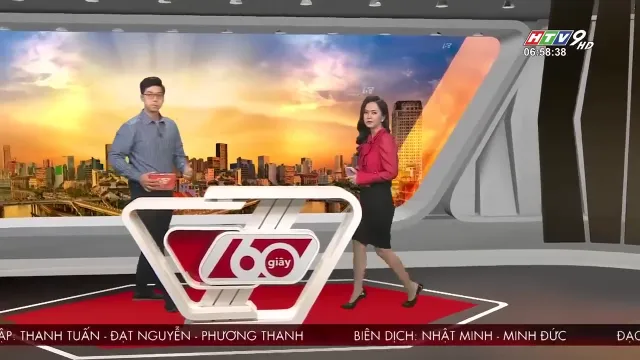 HTV9 HD
06:58:38
60 giây
ẬP: THANH TUẤN - ĐẠT NGUYỄN - PHƯƠNG THANH BIÊN DỊCH: NHẬT MINH - MINH ĐỨC ĐẠO